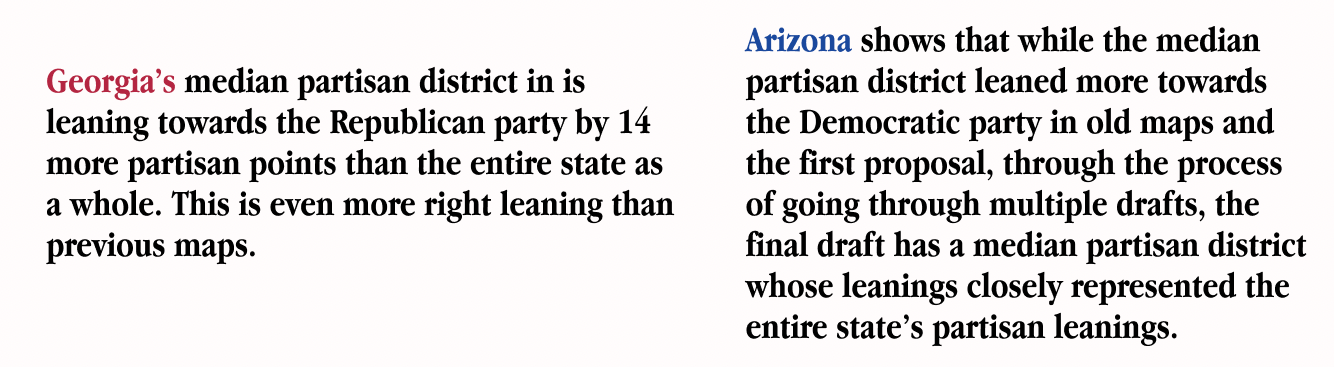 Georgia’s median partisan district in is
leaning towards the Republican party by 14
more partisan points than the entire state as
a whole. This is even more right leaning than
previous maps.
Arizona shows that while the median
partisan district leaned more towards
the Democratic party in old maps and
the first proposal, through the process
of going through multiple drafts, the
final draft has a median partisan district
whose leanings closely represented the
entire state’s partisan leanings.